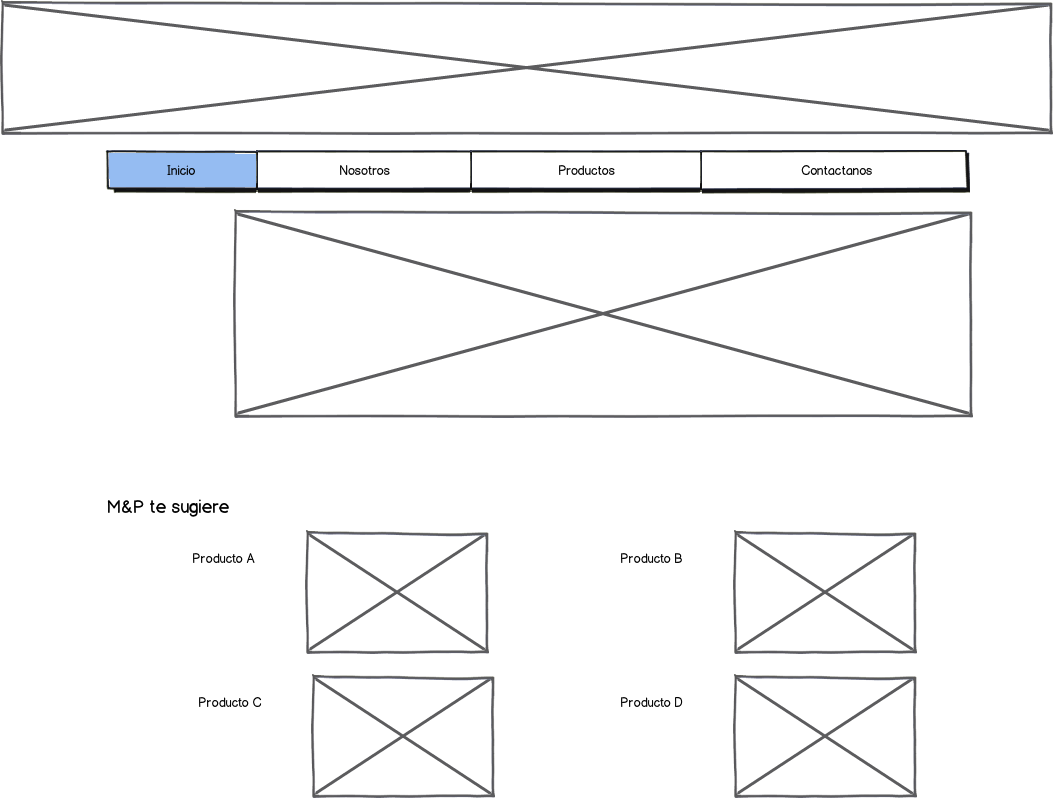 Inicio
Nosotros
Productos
Contactanos
M&P te sugiere
Producto A
Producto B
Producto C
Producto D